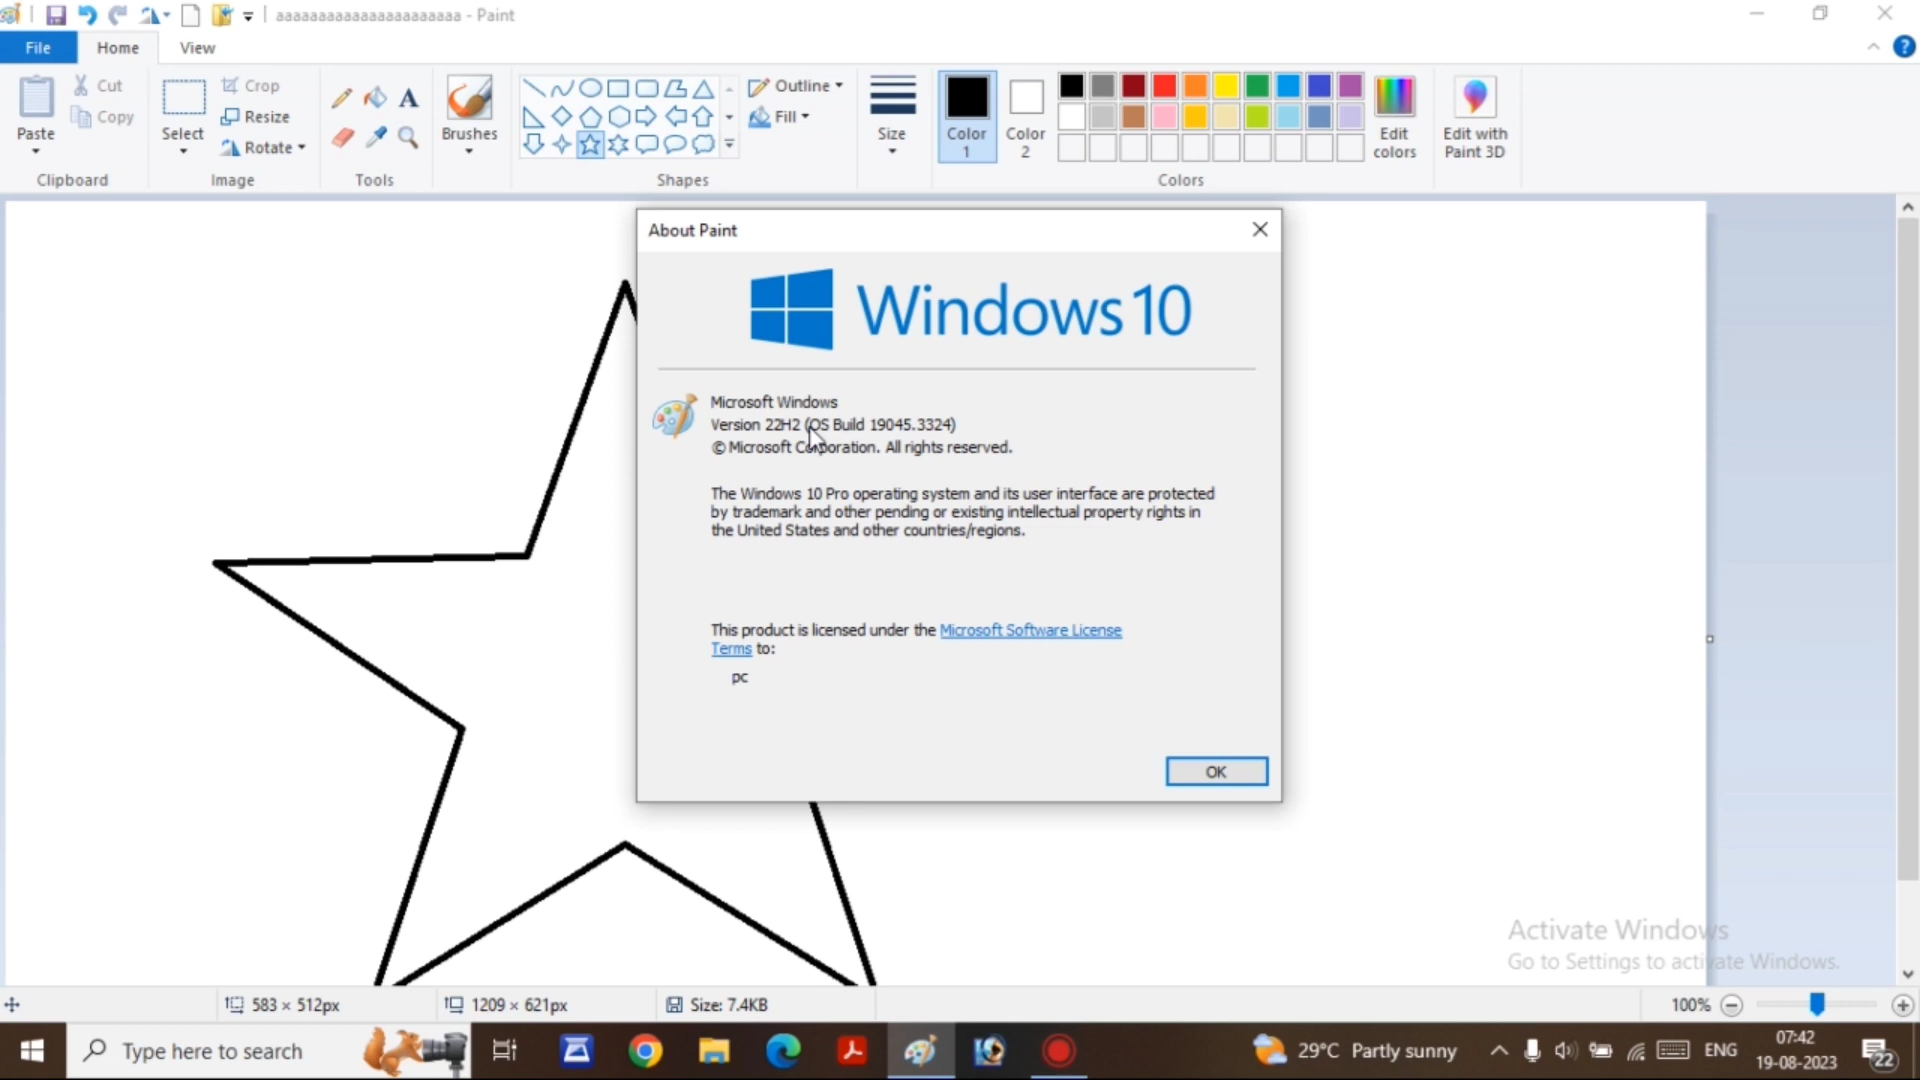 aaaaaaaaaaaaaaaaaaaaaa - Paint
File
Home
View
Paste
Cut
Copy
Clipboard
Select
Crop
Resize
Rotate
Image
A
Tools
Brushes
Outline
Fill
Shapes
Size
Color
1
Color
2
Edit
colors
Colors
Edit with
Paint 3D
?
About Paint
Windows 10
Microsoft Windows
Version 22H2 (OS Build 19045.3324)
© Microsoft Corporation. All rights reserved.
The Windows 10 Pro operating system and its user interface are protected
by trademark and other pending or existing intellectual property rights in
the United States and other countries/regions.
This product is licensed under the Microsoft Software License
Terms to:
pc
OK
Activate Windows
Go to Settings to activate Windows.
583 × 512px
1209 × 621px
Size: 7.4KB
100%
Type here to search
29°C Partly sunny
ENG
07:42
19-08-2023
22